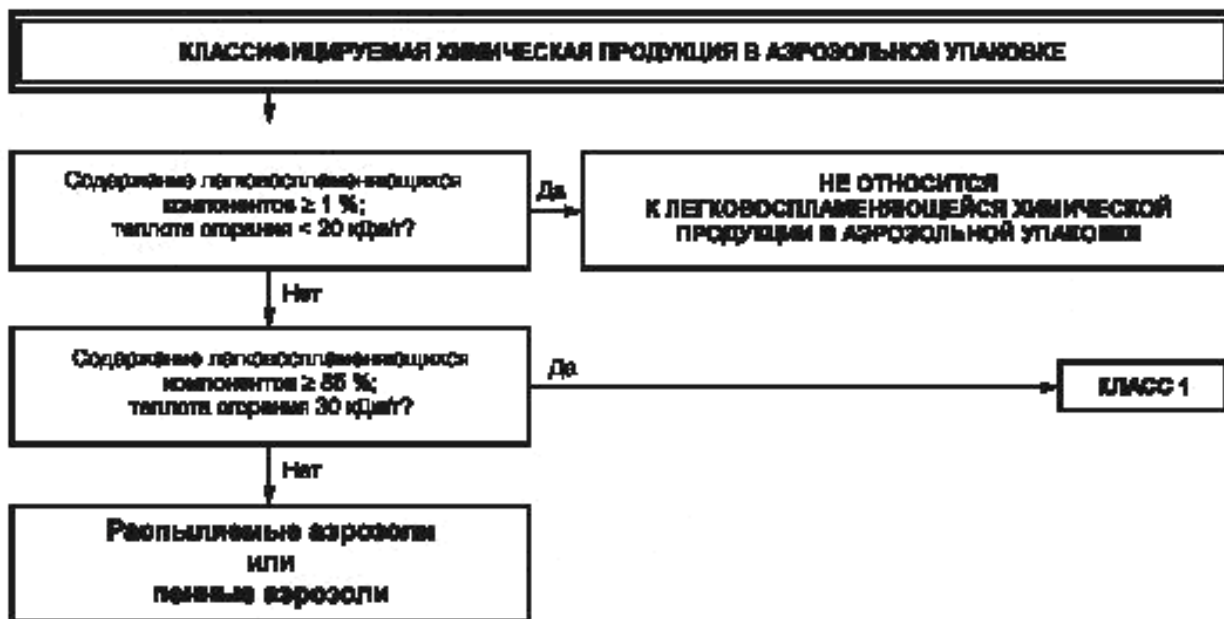 КЛАССИФИЦИРУЕМАЯ ХИМИЧЕСКАЯ ПРОДУКЦИЯ В АЭРОЗОЛЬНОЙ УПАКОВКЕ
Содержание легковоспламеняющихся
компонентов ≥ 1 %;
теплота сгорания < 20 кДж/г?
Да
НЕ ОТНОСИТСЯ
К ЛЕГКОВОСПЛАМЕНЯЮЩЕЙСЯ ХИМИЧЕСКОЙ
ПРОДУКЦИИ В АЭРОЗОЛЬНОЙ УПАКОВКЕ
Нет
Содержание легковоспламеняющихся
компонентов ≥ 85 %;
теплота сгорания 30 кДж/г?
Да
КЛАСС 1
Нет
Распыляемые аэрозоли
или
пенные аэрозоли